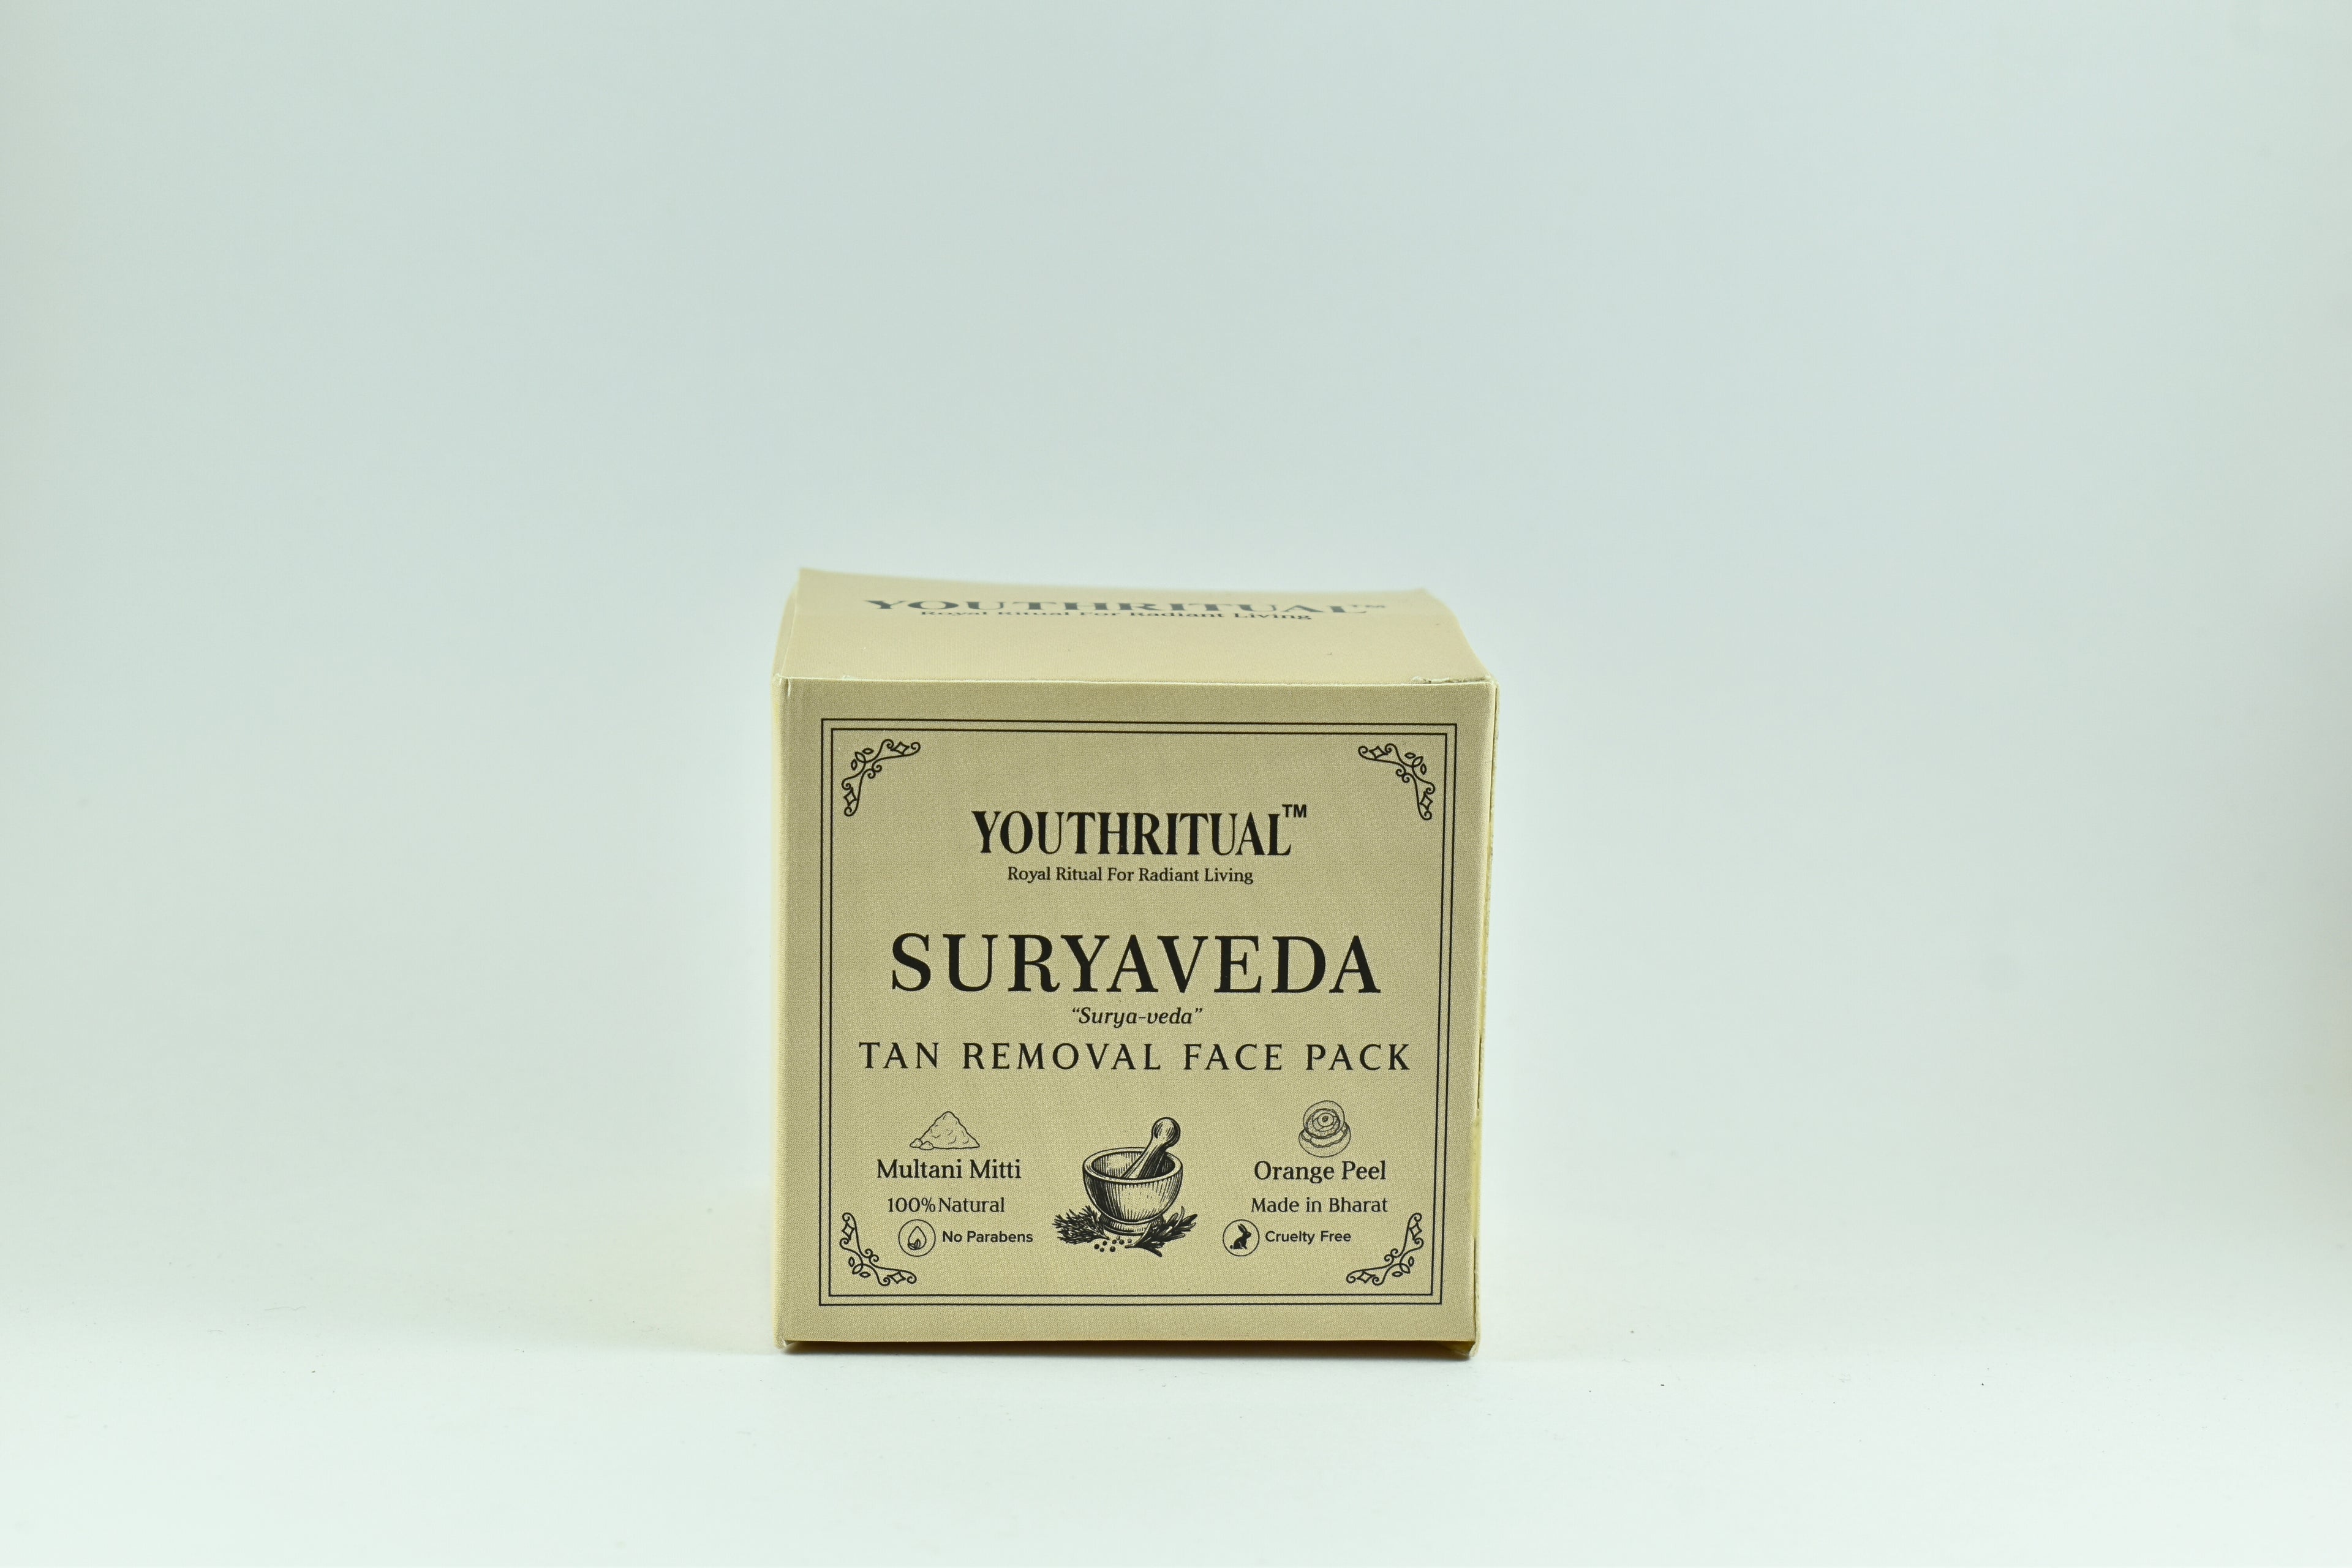 YOUTHRITUAL™
Royal Ritual For Radiant Living
YOUTHRITUAL™
Royal Ritual For Radiant Living
SURYAVEDA
“Surya-veda”
TAN REMOVAL FACE PACK
Multani Mitti
Orange Peel
100%Natural
Made in Bharat
No Parabens
Cruelty Free